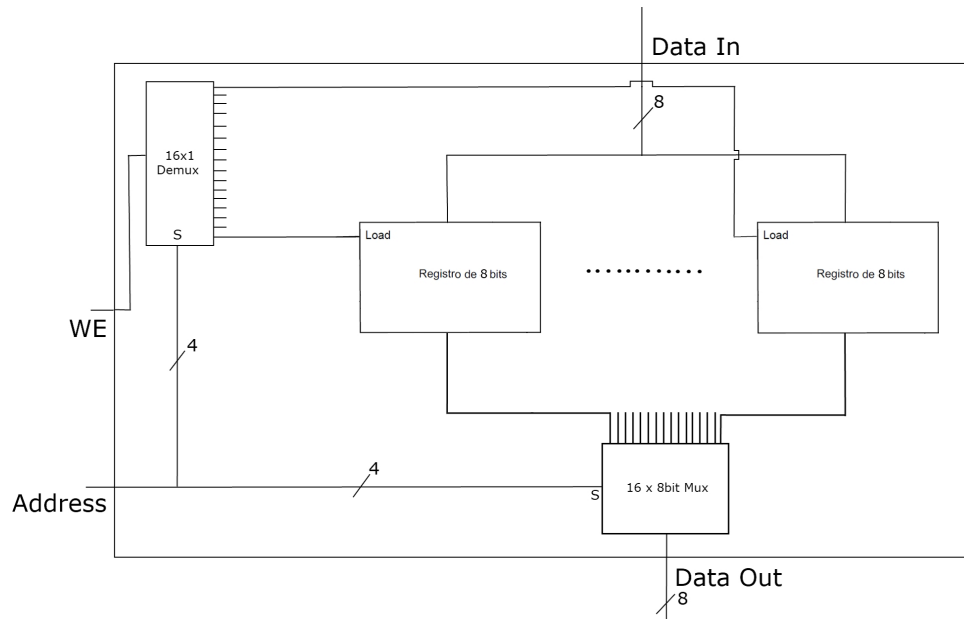 Data In
8
16x1
Demux
S
Load
Registro de 8 bits
Load
Registro de 8 bits
WE
4
Address
4
S
16 x 8bit Mux
Data Out
8